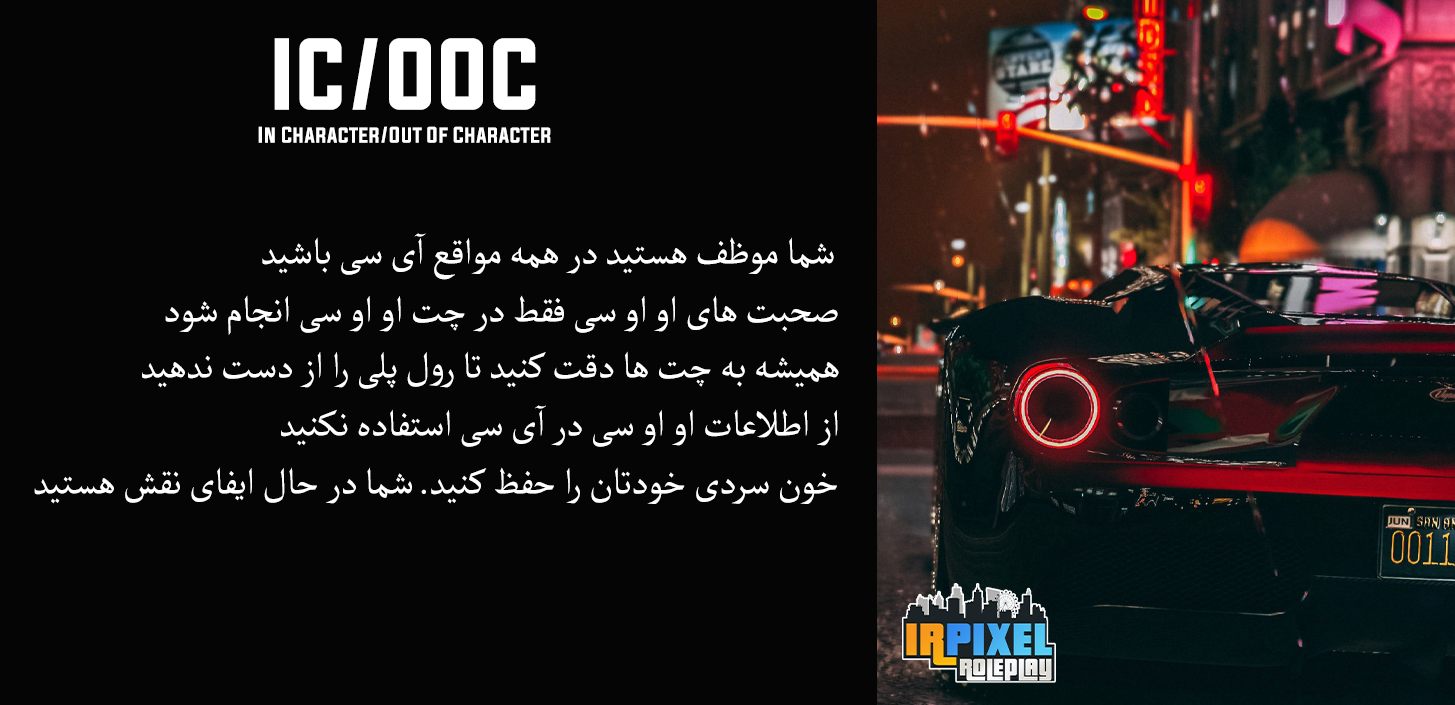 IC/OOC
IN CHARACTER/OUT OF CHARACTER
شما موظف هستید در همه مواقع آی سی باشید
صحبت های او او سی فقط در چت او او سی انجام شود
همیشه به چت ها دقت کنید تا رول پلی را از دست ندهید
از اطلاعات او او سی در آی سی استفاده نکنید
خون سردی خودتان را حفظ کنید. شما در حال ایفای نقش هستید
JUN
0011
IRPIXEL
ROLEPLAY